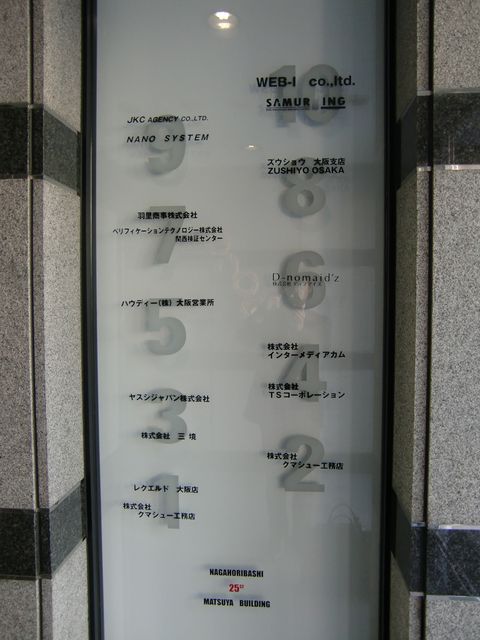 10
WEB-I co.,ltd.
SAMUR ING
9
JKC AGENCY CO.,LTD.
NANO SYSTEM
8
ズウショウ 大阪支店
ZUSHIYO OSAKA
7
羽里商事株式会社
ベリフィケーションテクノロジー株式会社
関西検証センター
6
D-nomaid'z
5
ハウディー(株) 大阪営業所
4
株式会社
インターメディアカム
株式会社
TSコーポレーション
3
ヤスシジャパン株式会社
株式会社 三境
2
株式会社
クマシュー工務店
1
レクエルド 大阪店
株式会社
クマシュー工務店
NAGAHORIBASHI
25
MATSUYA BUILDING